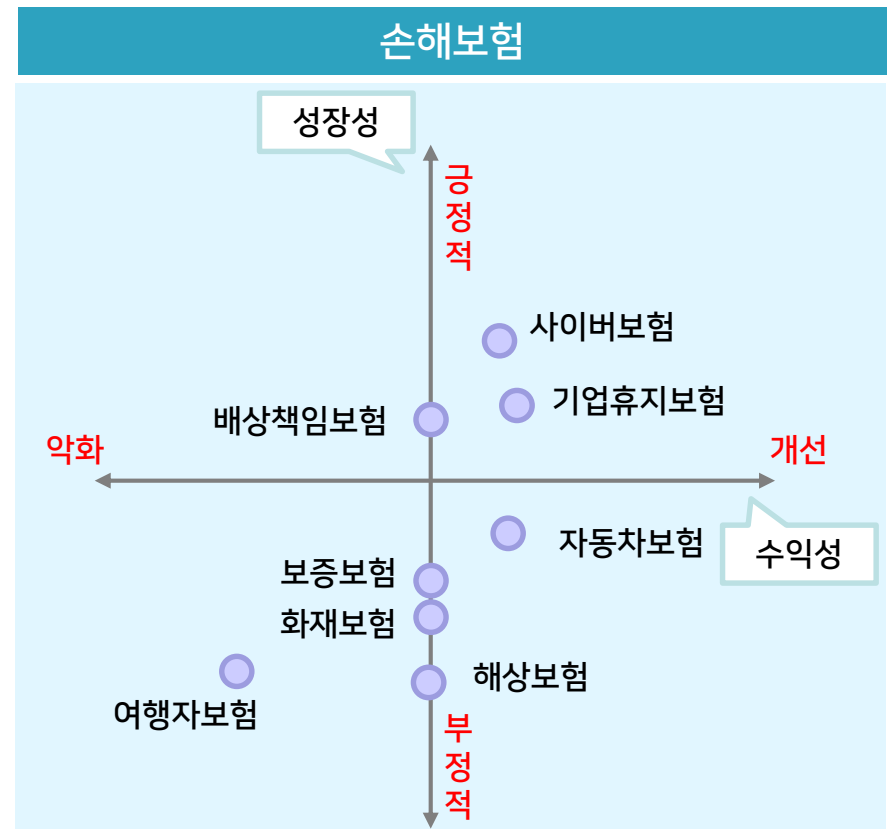 손해보험
성장성
긍정적
사이버보험
기업휴지보험
배상책임보험
악화
개선
자동차보험
수익성
보증보험
화재보험
해상보험
여행자보험
부정적